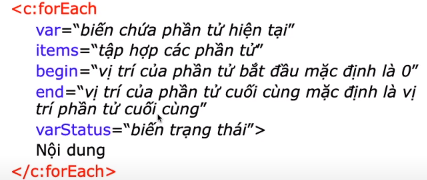 <c:forEach
var=“biến chứa phần tử hiện tại”
items=“tập hợp các phần tử”
begin=“vị trí của phần tử bắt đầu mặc định là 0”
end=“vị trí của phần tử cuối cùng mặc định là vị
trí phần tử cuối cùng”
varStatus=“biến trạng thái”>
Nội dung
</c:forEach>